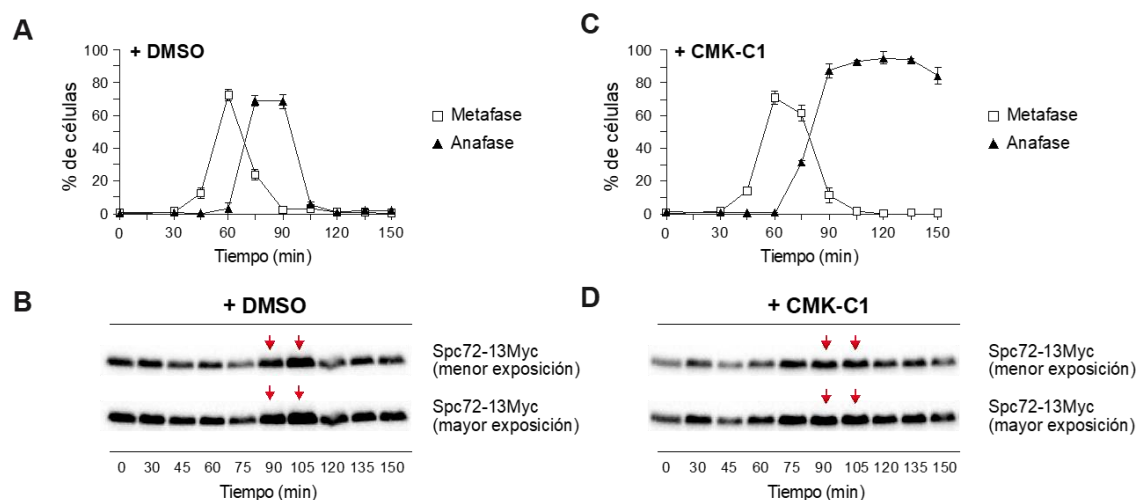 A
+ DMSO
100
80
60
40
20
0
% de células
0 30 60 90 120 150
Tiempo (min)
Metafase
Anafase
C
+ CMK-C1
100
80
60
40
20
0
% de células
0 30 60 90 120 150
Tiempo (min)
Metafase
Anafase
B
+ DMSO
Spc72-13Myc
(menor exposición)
Spc72-13Myc
(mayor exposición)
0 30 45 60 75 90 105 120 135 150
Tiempo (min)
D
+ CMK-C1
Spc72-13Myc
(menor exposición)
Spc72-13Myc
(mayor exposición)
0 30 45 60 75 90 105 120 135 150
Tiempo (min)